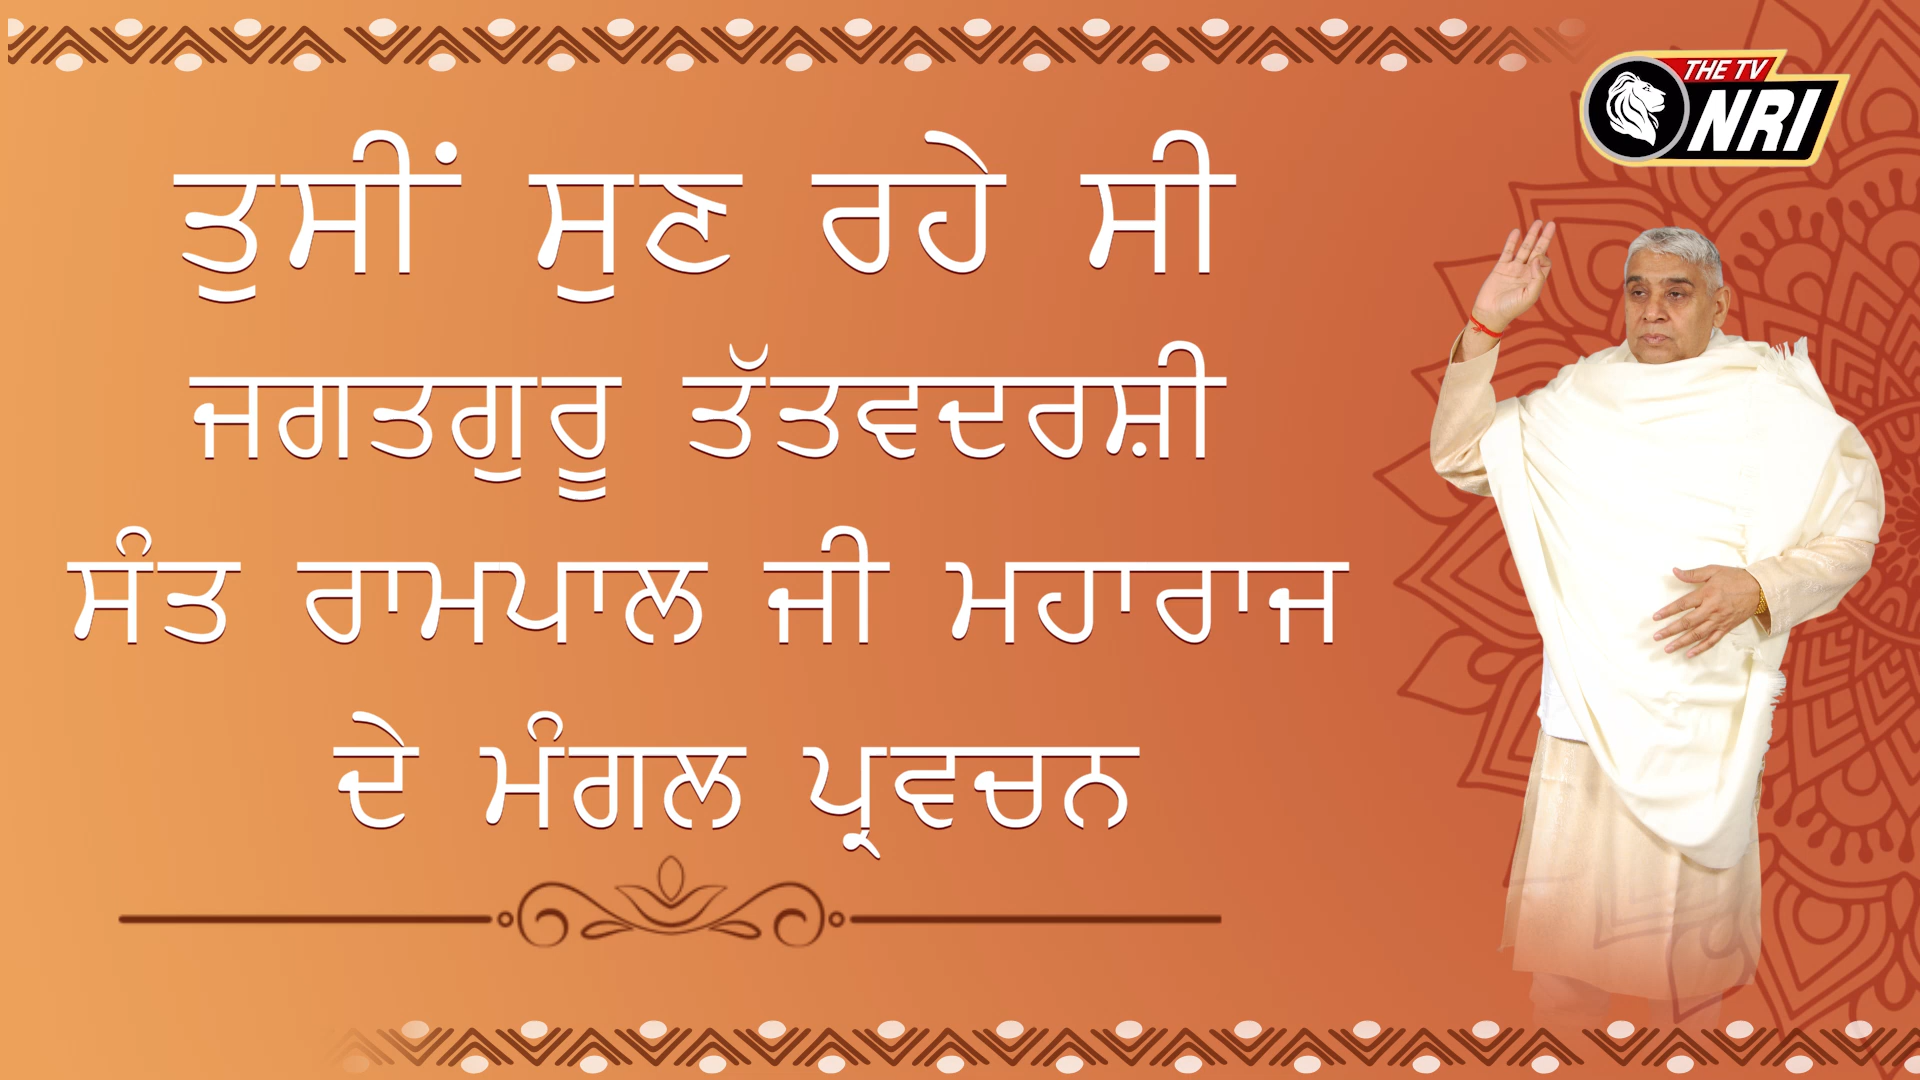 THE TV
NRI
ਤੁਸੀਂ ਸੁਣ ਰਹੇ ਸੀ
ਜਗਤਗੁਰੂ ਤੱਤਵਦਰਸ਼ੀ
ਸੰਤ ਰਾਮਪਾਲ ਜੀ ਮਹਾਰਾਜ
ਦੇ ਮੰਗਲ ਪ੍ਰਵਚਨ